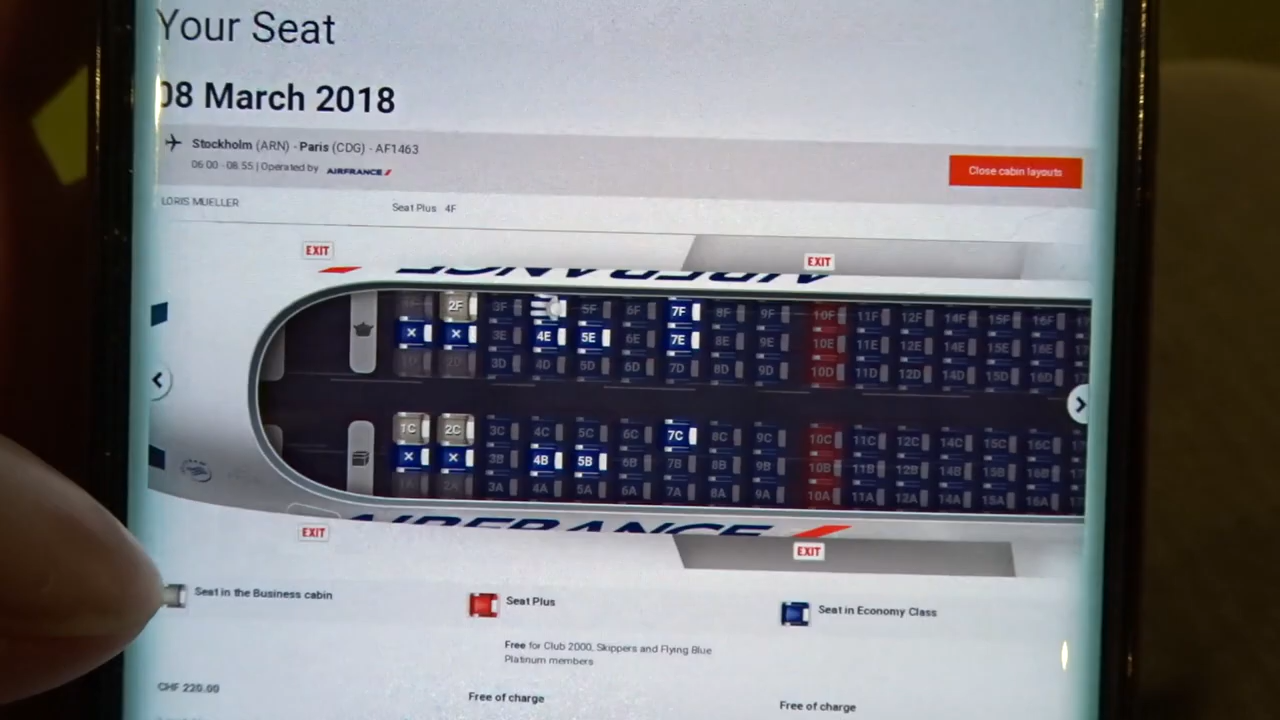 Your Seat
08 March 2018
Stockholm (ARN) - Paris (CDG) - AF1463
06:00 - 08:55 | Operated by AIRFRANCE
Close cabin layouts
LORIS MUELLER
Seat Plus 4F
EXIT
EXIT
AIRFRANCE
2F 3F 5F 6F 7F 8F 9F 10F 11F 12F 14F 15F 16F
3E 4E 5E 6E 7E 8E 9E 10E 11E 12E 14E 15E 16E
1D 2D 3D 4D 5D 6D 7D 8D 9D 10D 11D 12D 14D 15D 16D
1C 2C 3C 4C 5C 6C 7C 8C 9C 10C 11C 12C 14C 15C 16C
3B 4B 5B 6B 7B 8B 9B 10B 11B 12B 14B 15B 16B
1A 2A 3A 4A 5A 6A 7A 8A 9A 10A 11A 12A 14A 15A 16A
AIRFRANCE
EXIT
EXIT
Seat in the Business cabin
Seat Plus
Seat in Economy Class
Free for Club 2000, Skippers and Flying Blue
Platinum members
CHF 220.00
Free of charge
Free of charge